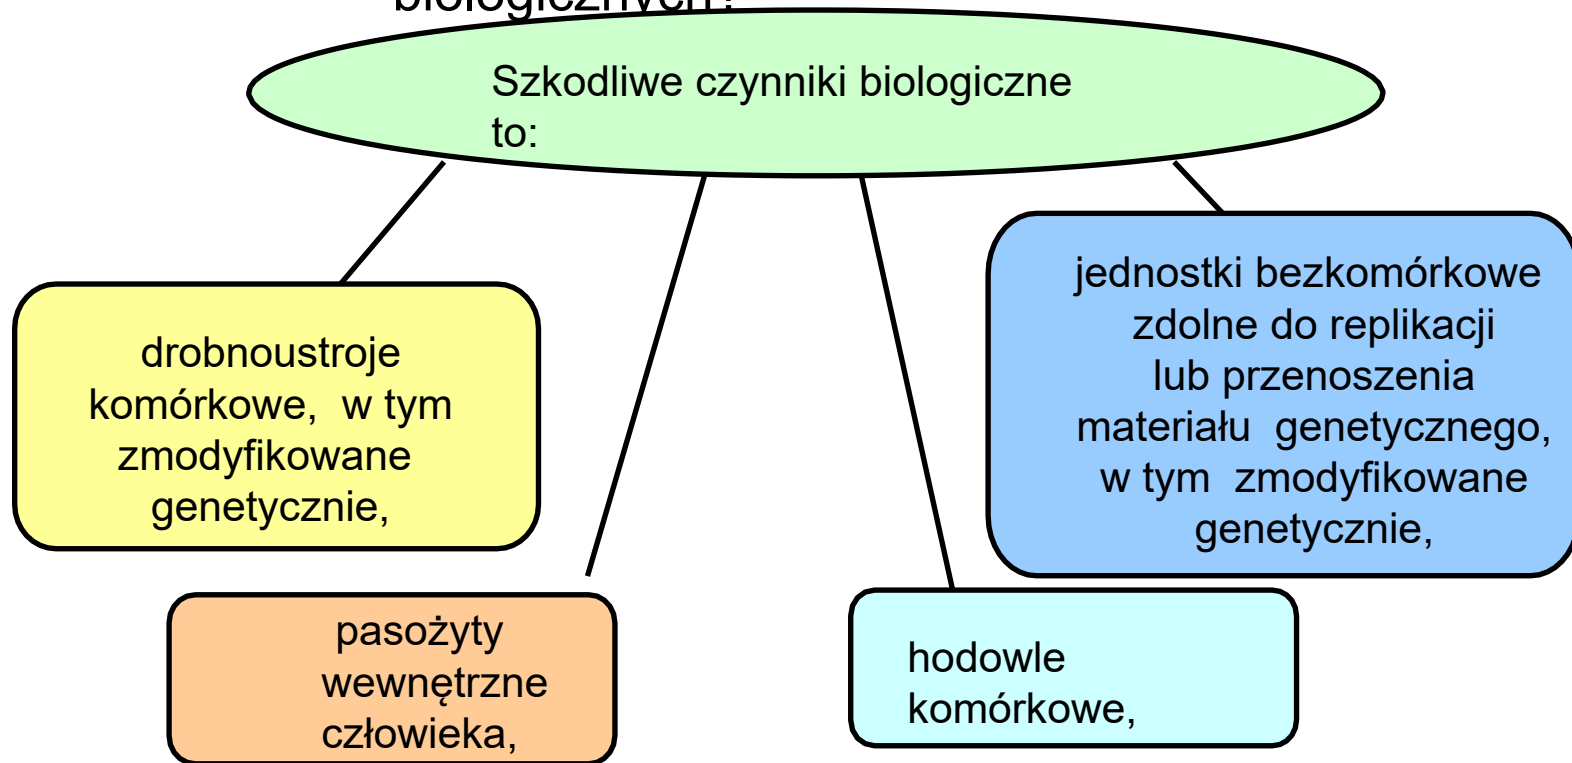 biologicznych?
Szkodliwe czynniki biologiczne
to:
drobnoustroje
komórkowe, w tym
zmodyfikowane
genetycznie,
pasożyty
wewnętrzne
człowieka,
hodowle
komórkowe,
jednostki bezkomórkowe
zdolne do replikacji
lub przenoszenia
materiału genetycznego,
w tym zmodyfikowane
genetycznie,